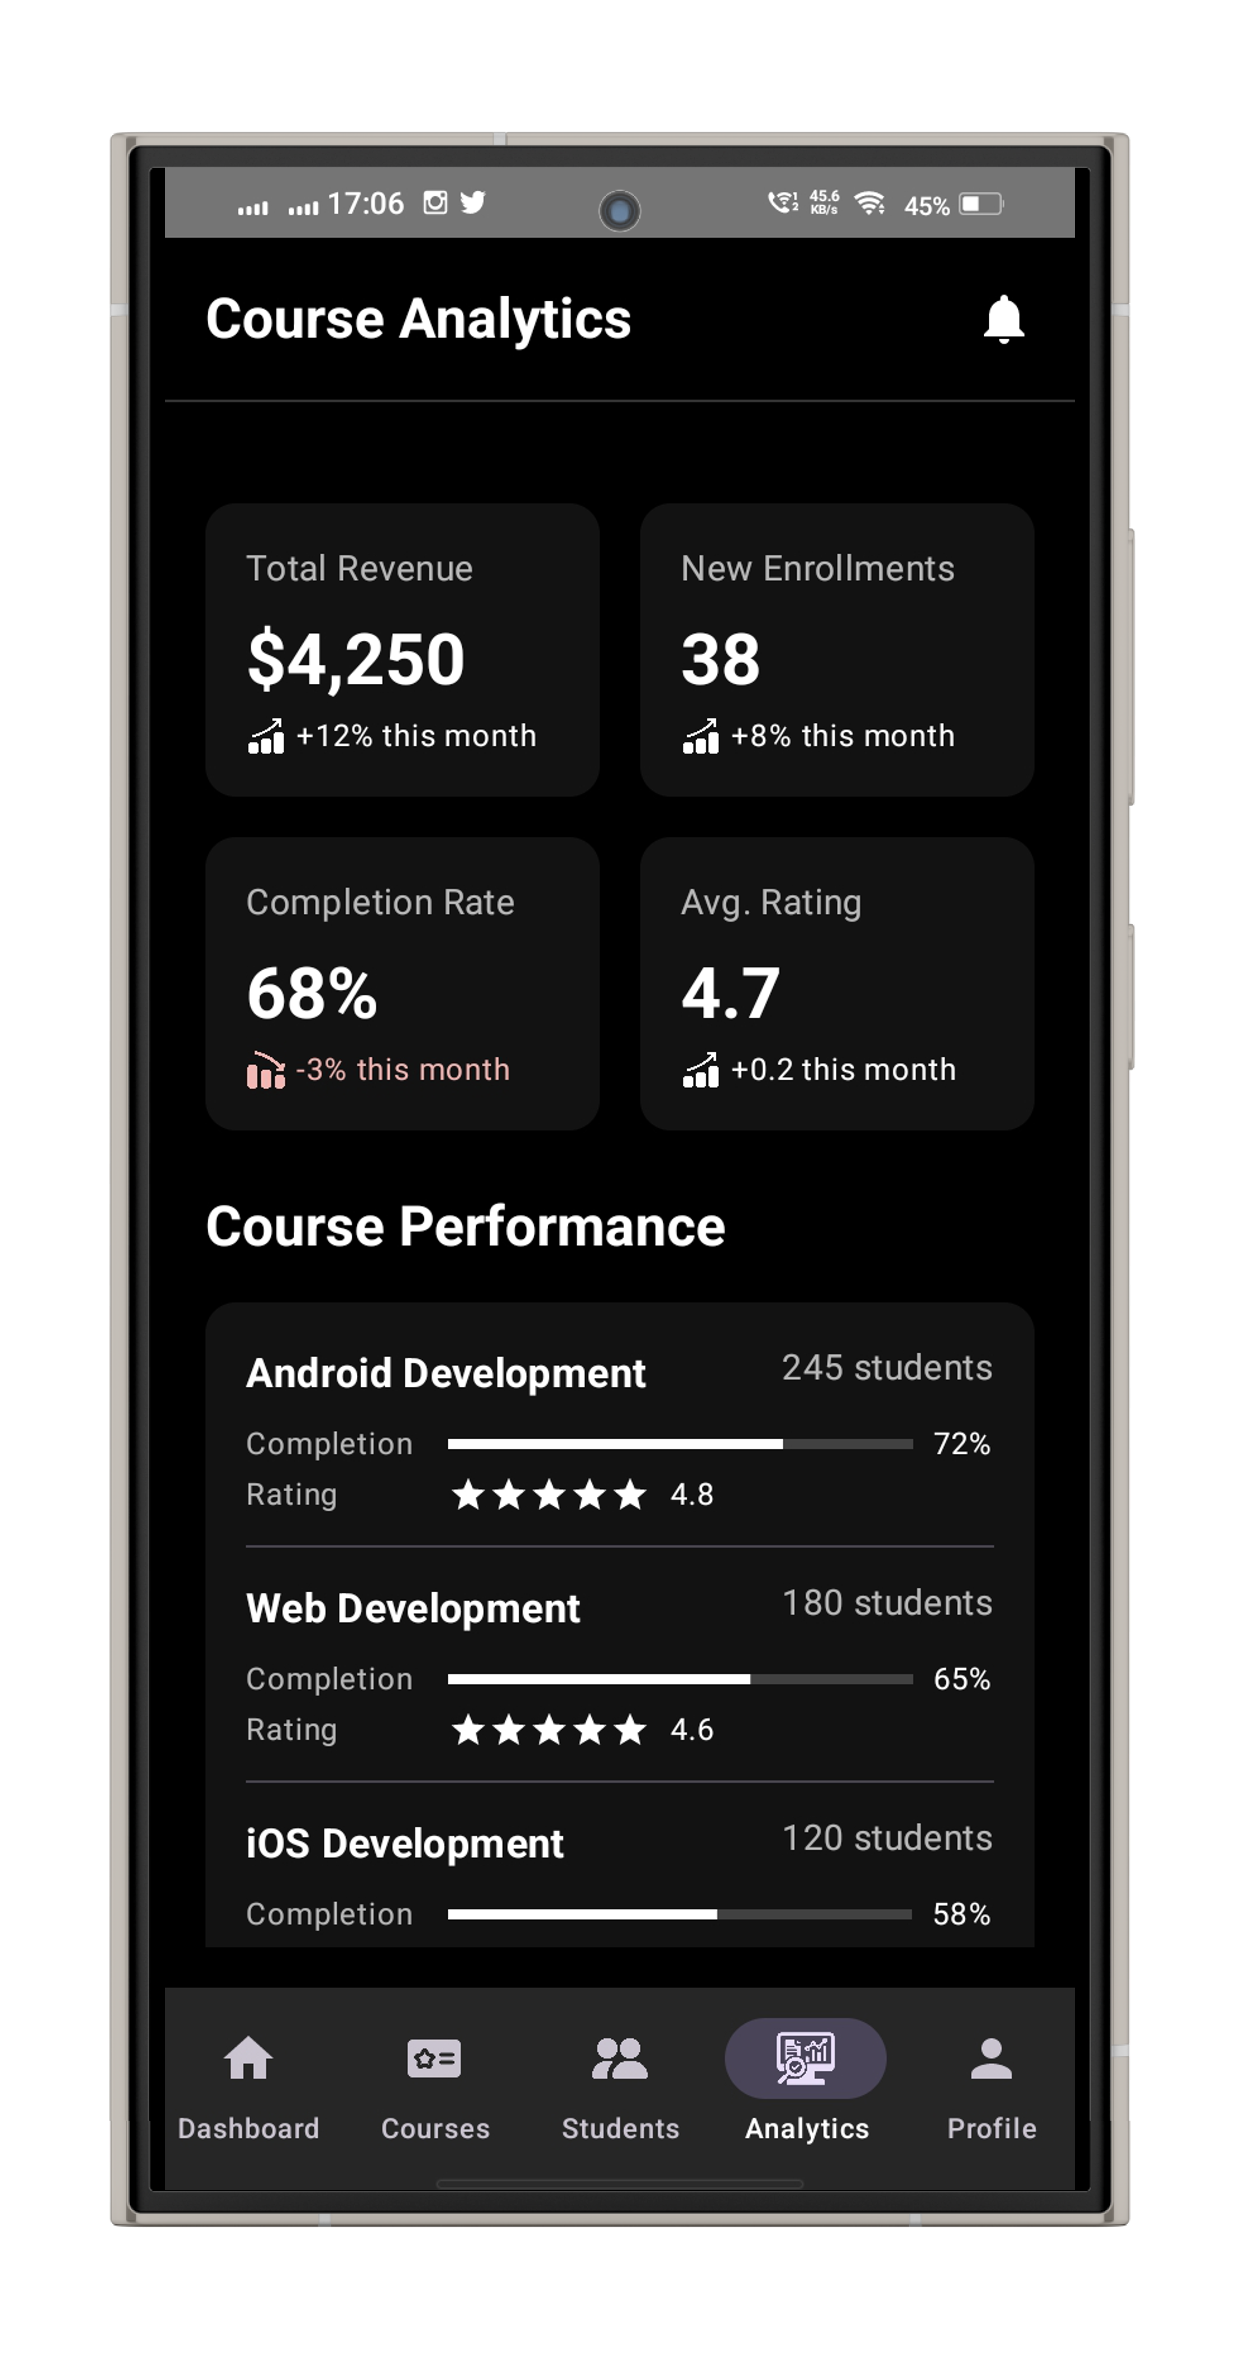 17:06 45.6 KB/s 45%
Course Analytics
Total Revenue New Enrollments
$4,250 38
+12% this month +8% this month
Completion Rate Avg. Rating
68% 4.7
-3% this month +0.2 this month
Course Performance
Android Development 245 students
Completion 72%
Rating 4.8
Web Development 180 students
Completion 65%
Rating 4.6
iOS Development 120 students
Completion 58%
Dashboard Courses Students Analytics Profile